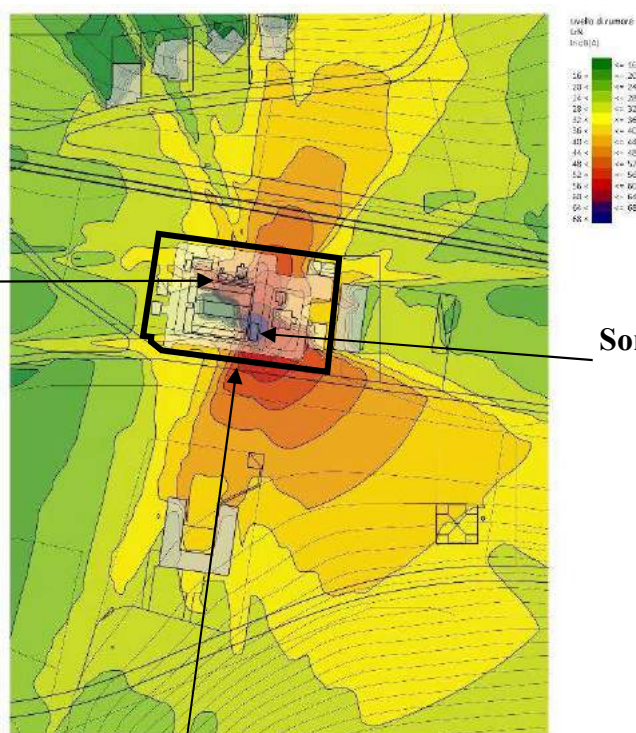 Livello di rumore
LrN
in dB(A)
<= 16
16 < <= 20
20 < <= 24
24 < <= 28
28 < <= 32
32 < <= 36
36 < <= 40
40 < <= 44
44 < <= 48
48 < <= 52
52 < <= 56
56 < <= 60
60 < <= 64
64 < <= 68
68 <